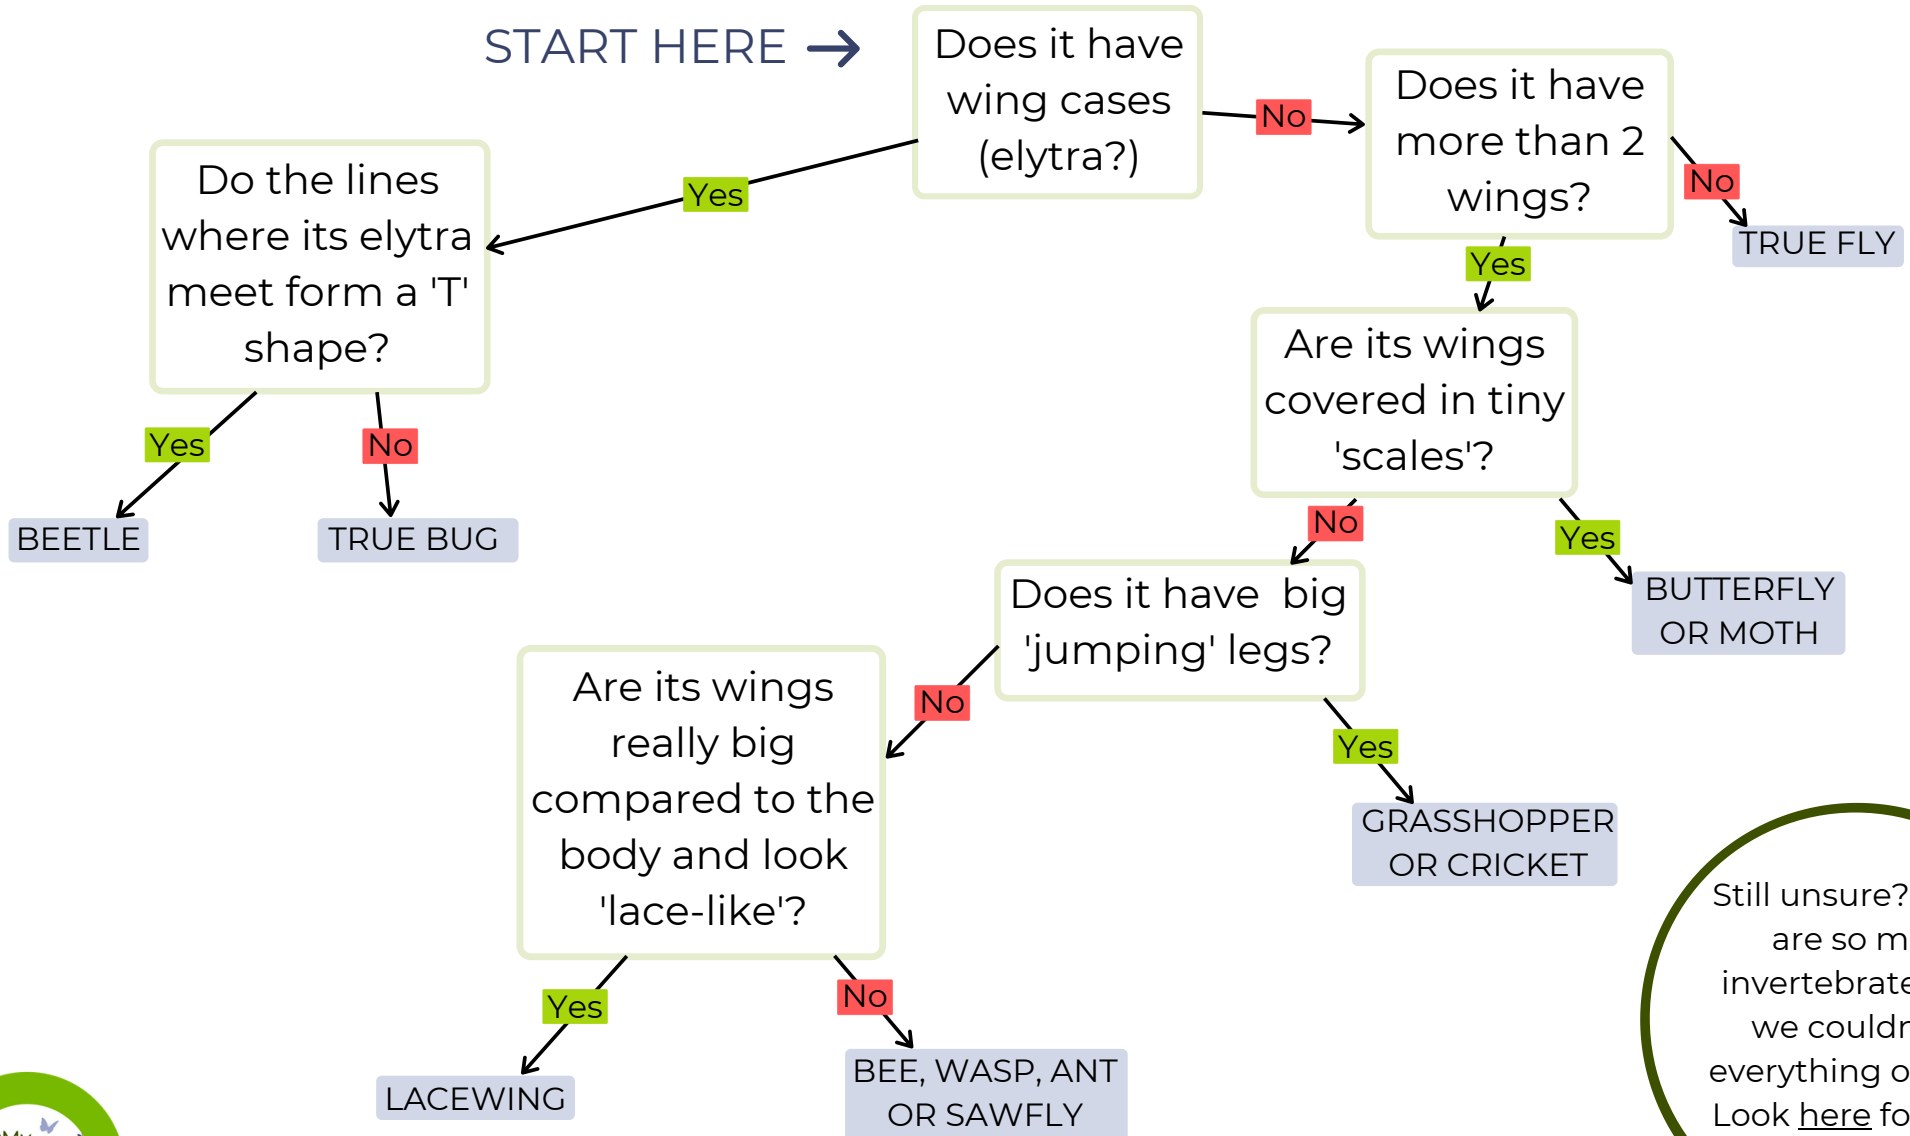 START HERE →
Does it have
wing cases
(elytra?)
No
Does it have
more than 2
wings?
No
TRUE FLY
Yes
Do the lines
where its elytra
meet form a 'T'
shape?
Yes
No
BEETLE
TRUE BUG
Yes
Are its wings
covered in tiny
'scales'?
No
Yes
BUTTERFLY
OR MOTH
Does it have  big
'jumping' legs?
No
Yes
GRASSHOPPER
OR CRICKET
Are its wings
really big
compared to the
body and look
'lace-like'?
Yes
No
LACEWING
BEE, WASP, ANT
OR SAWFLY
Still unsure?
are so m
invertebrate
we couldn
everything o
Look here fo